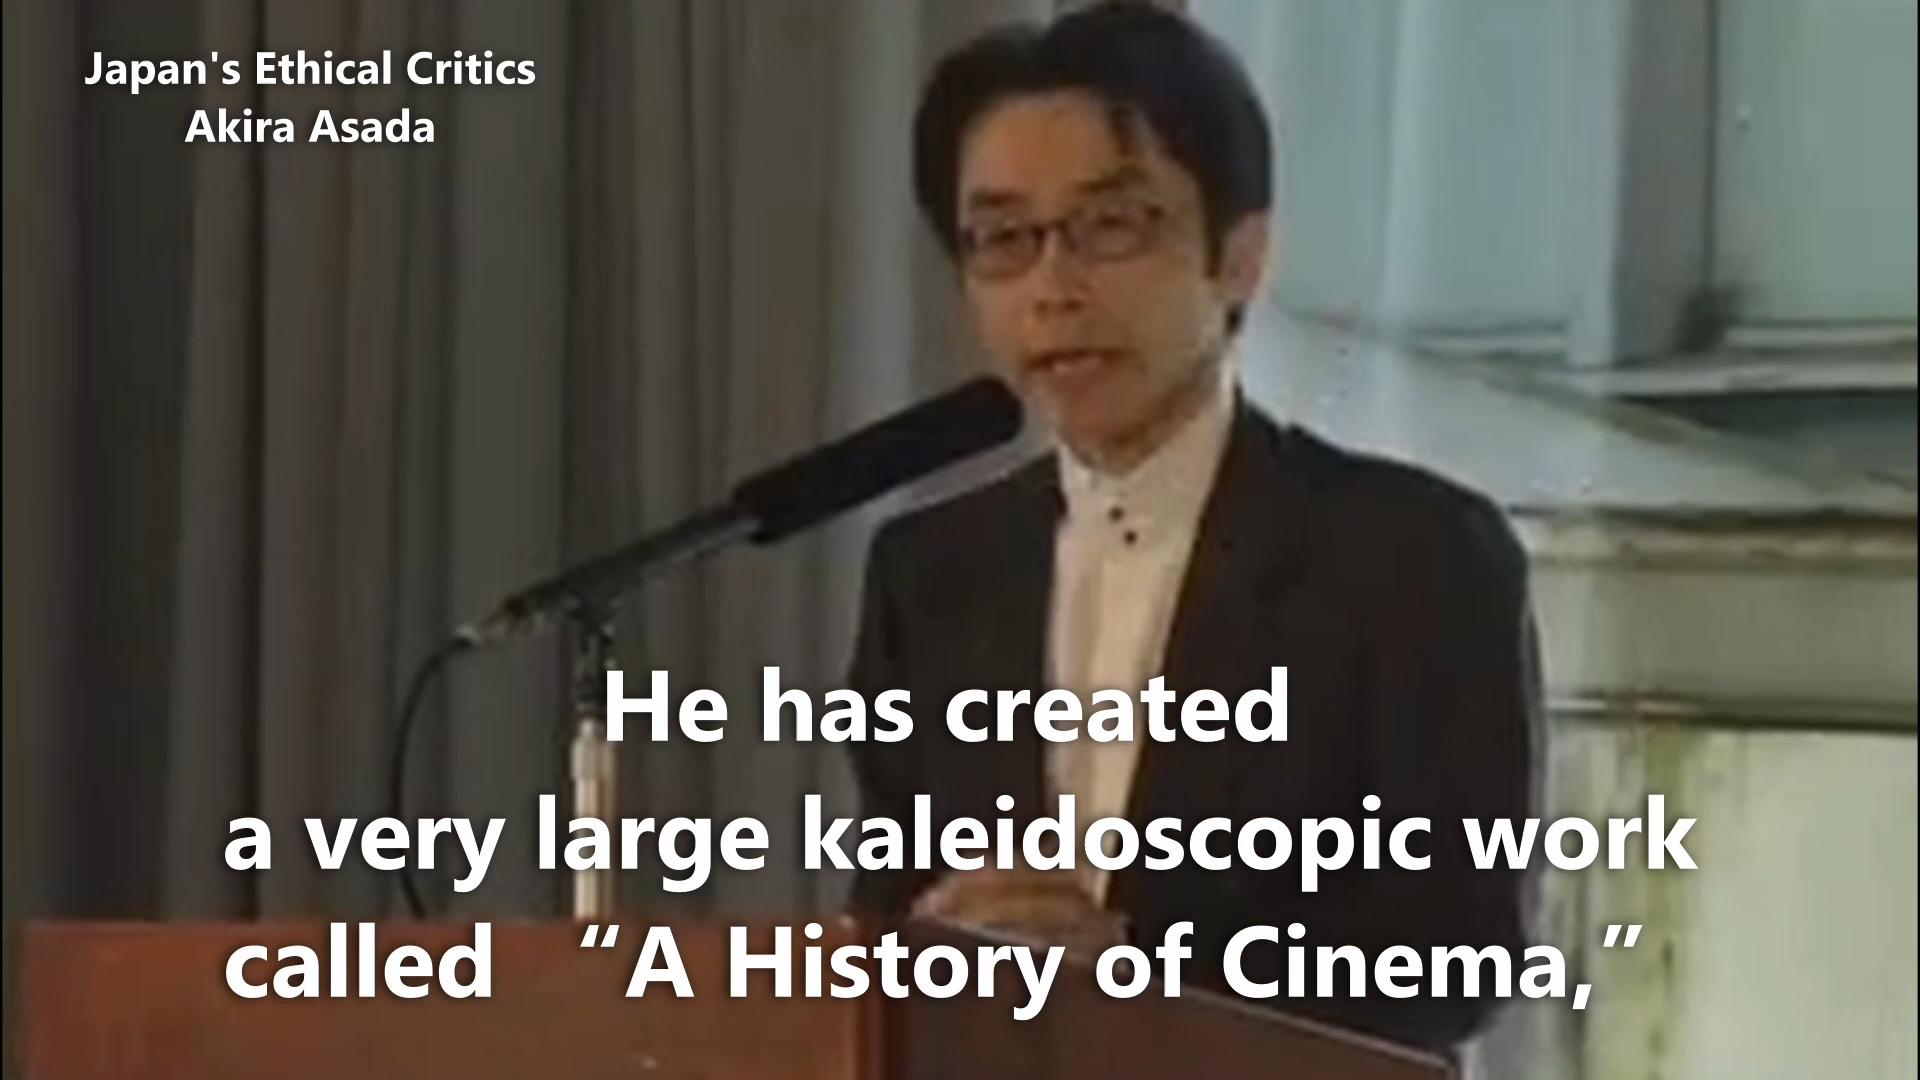 Japan's Ethical Critics
Akira Asada
He has created
a very large kaleidoscopic work
called “A History of Cinema,”